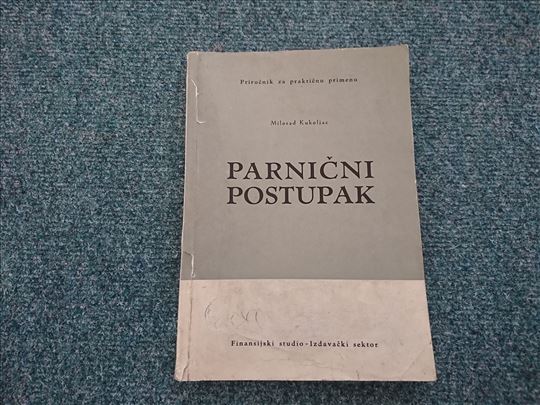 Priručnik za praktičnu primenu
Milorad Kukoljac
PARNIČNI
POSTUPAK
Finansijski studio - Izdavački sektor